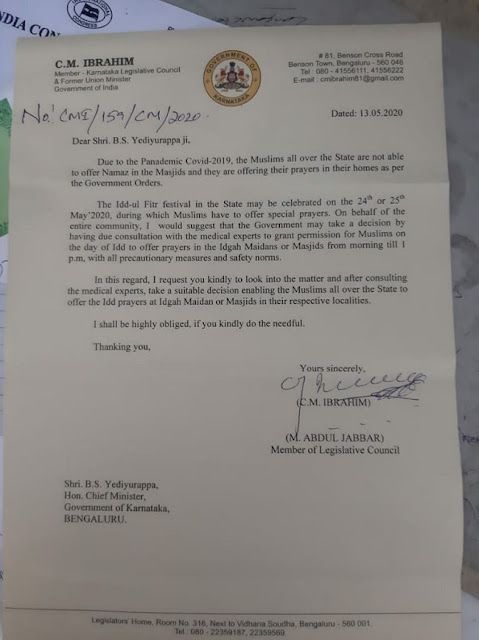 INDIA CON
C.M. IBRAHIM
Member - Karnataka Legislative Council
& Former Union Minister
Government of India
GOVERNMENT OF
KARNATAKA
# 81, Benson Cross Road
Benson Town, Bengaluru - 560 046
Tel : 080 - 41556111, 41556222
E-mail : cmibrahim81@gmail.com
No: CMI/159/CM/2020.
Dated: 13.05.2020
Dear Shri. B.S. Yediyurappa ji,
Due to the Panademic Covid-2019, the Muslims all over the State are not able
to offer Namaz in the Masjids and they are offering their prayers in their homes as per
the Government Orders.
The Idd-ul Fitr festival in the State may be celebrated on the 24th or 25th
May'2020, during which Muslims have to offer special prayers. On behalf of the
entire community, I would suggest that the Government may take a decision by
having due consultation with the medical experts to grant permission for Muslims on
the day of Idd to offer prayers in the Idgah Maidans or Masjids from morning till 1
p.m, with all precautionary measures and safety norms.
In this regard, I request you kindly to look into the matter and after consulting
the medical experts, take a suitable decision enabling the Muslims all over the State to
offer the Idd prayers at Idgah Maidan or Masjids in their respective localities.
I shall be highly obliged, if you kindly do the needful.
Thanking you,
Yours sincerely,
(C.M. IBRAHIM)
(M. ABDUL JABBAR)
Member of Legislative Council
Shri. B.S. Yediyurappa,
Hon. Chief Minister,
Government of Karnataka,
BENGALURU.
Legislators' Home, Room No. 316, Next to Vidhana Soudha, Bengaluru - 560 001.
Tel : 080 - 22359187, 22359569